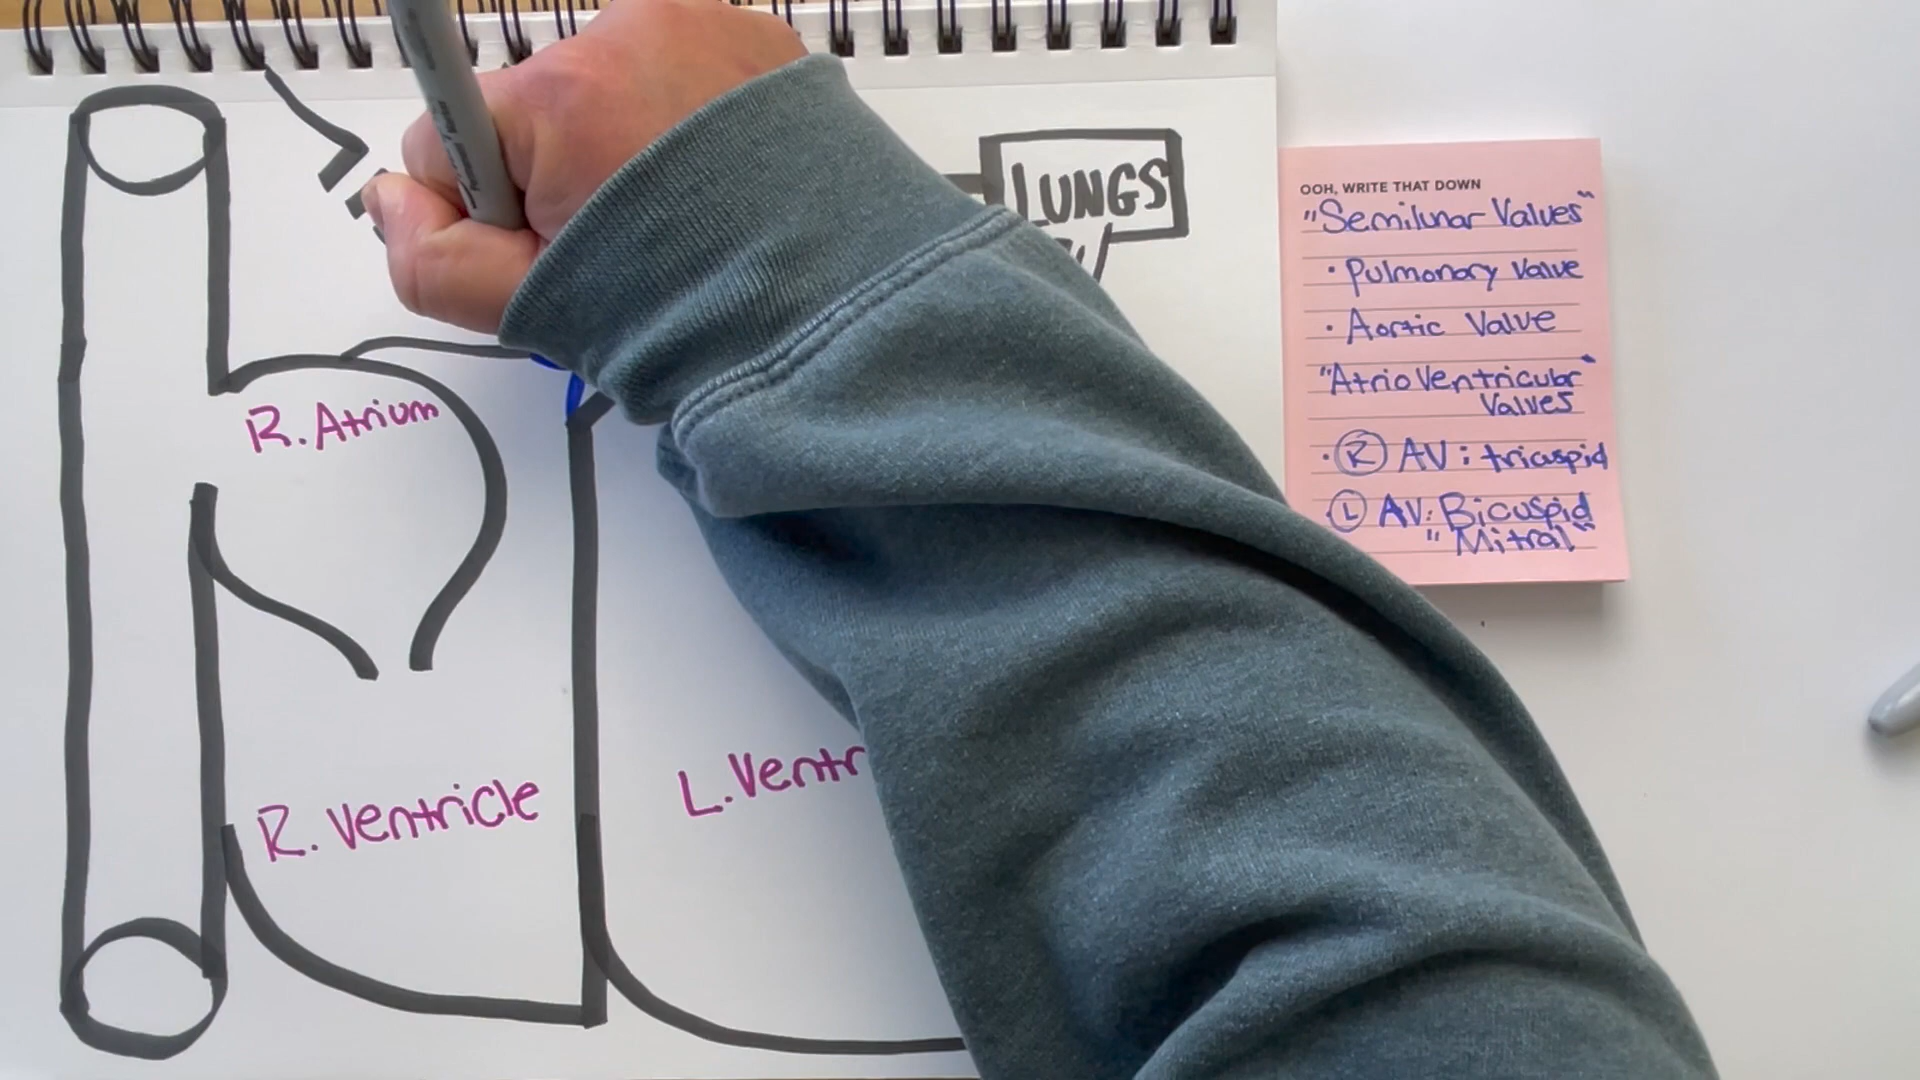 LUNGS
R. Atrium
R. Ventricle
L. Ventr
OOH, WRITE THAT DOWN
"Semilunar Valves"
• Pulmonary Valve
• Aortic Valve
"Atrioventricular
Valves"
• R AV: tricuspid
• L AV: Bicuspid
"Mitral"